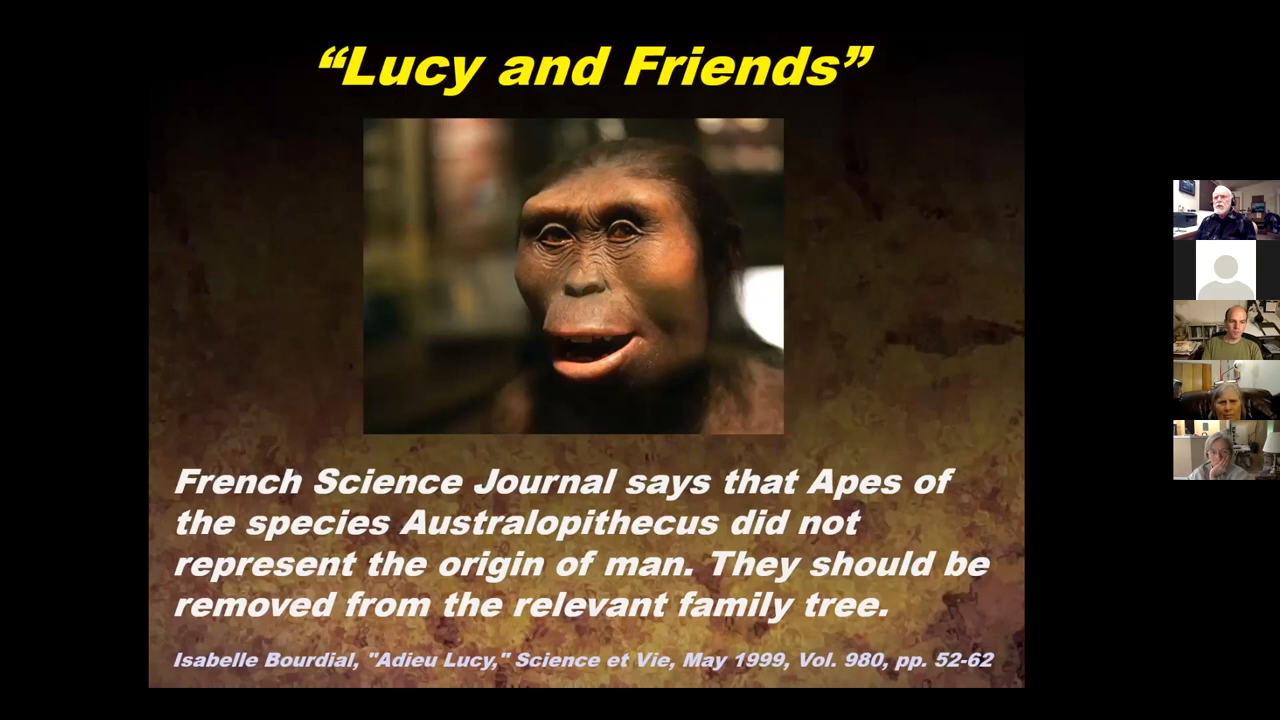 “Lucy and Friends”
French Science Journal says that Apes of
the species Australopithecus did not
represent the origin of man. They should be
removed from the relevant family tree.
Isabelle Bourdial, "Adieu Lucy," Science et Vie, May 1999, Vol. 980, pp. 52-62